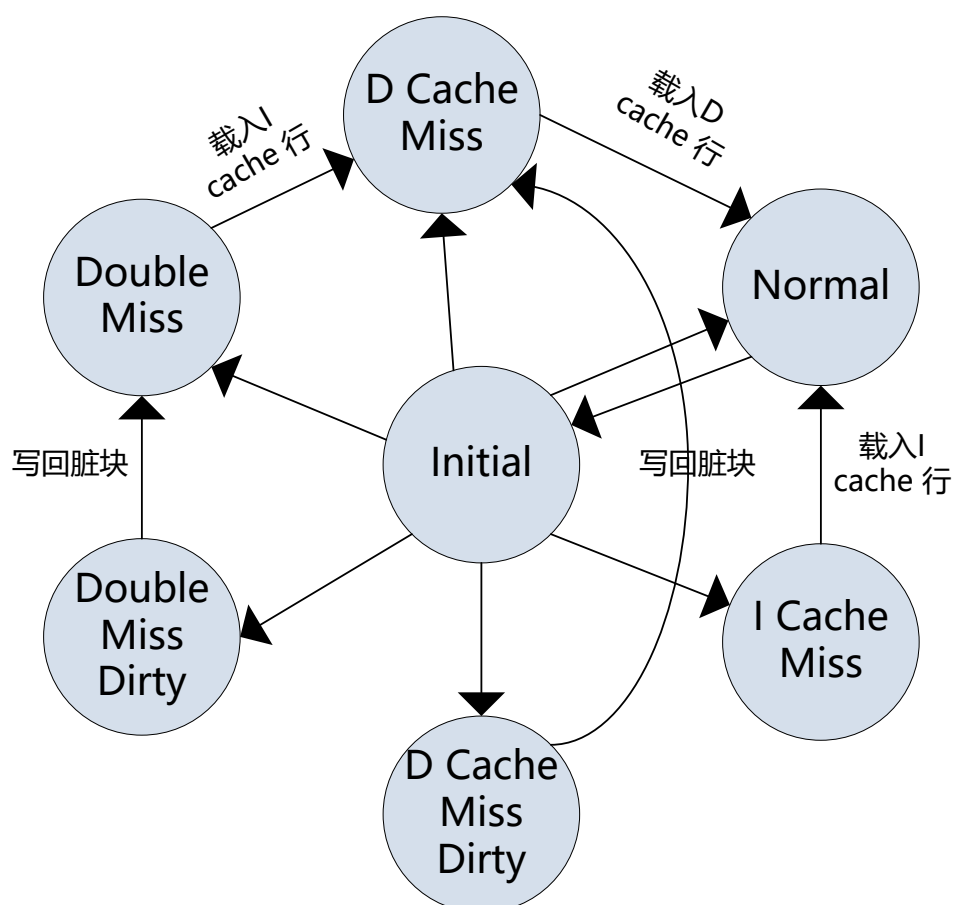 D Cache
Miss
载入I
cache 行
载入D
cache 行
Double
Miss
Normal
Initial
写回脏块
写回脏块
载入I
cache 行
Double
Miss
Dirty
I Cache
Miss
D Cache
Miss
Dirty